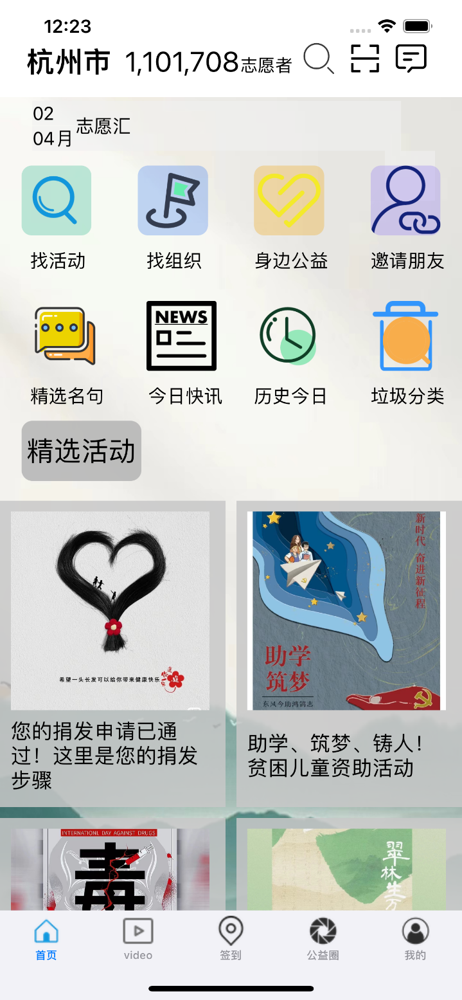 12:23
杭州市 1,101,708志愿者
02
04月
志愿汇
找活动
找组织
身边公益
邀请朋友
NEWS
精选名句
今日快讯
历史今日
垃圾分类
精选活动
希望一头长发可以给你带来健康快乐
您的捐发申请已通
过！这里是您的捐发
步骤
新时代 奋进新征程
助学
筑梦
东风今助鸿鹄志
助学、筑梦、铸人！
贫困儿童资助活动
INTERNATIONL DAY AGAINST DRUGS
毒
翠林生
首页
video
签到
公益圈
我的